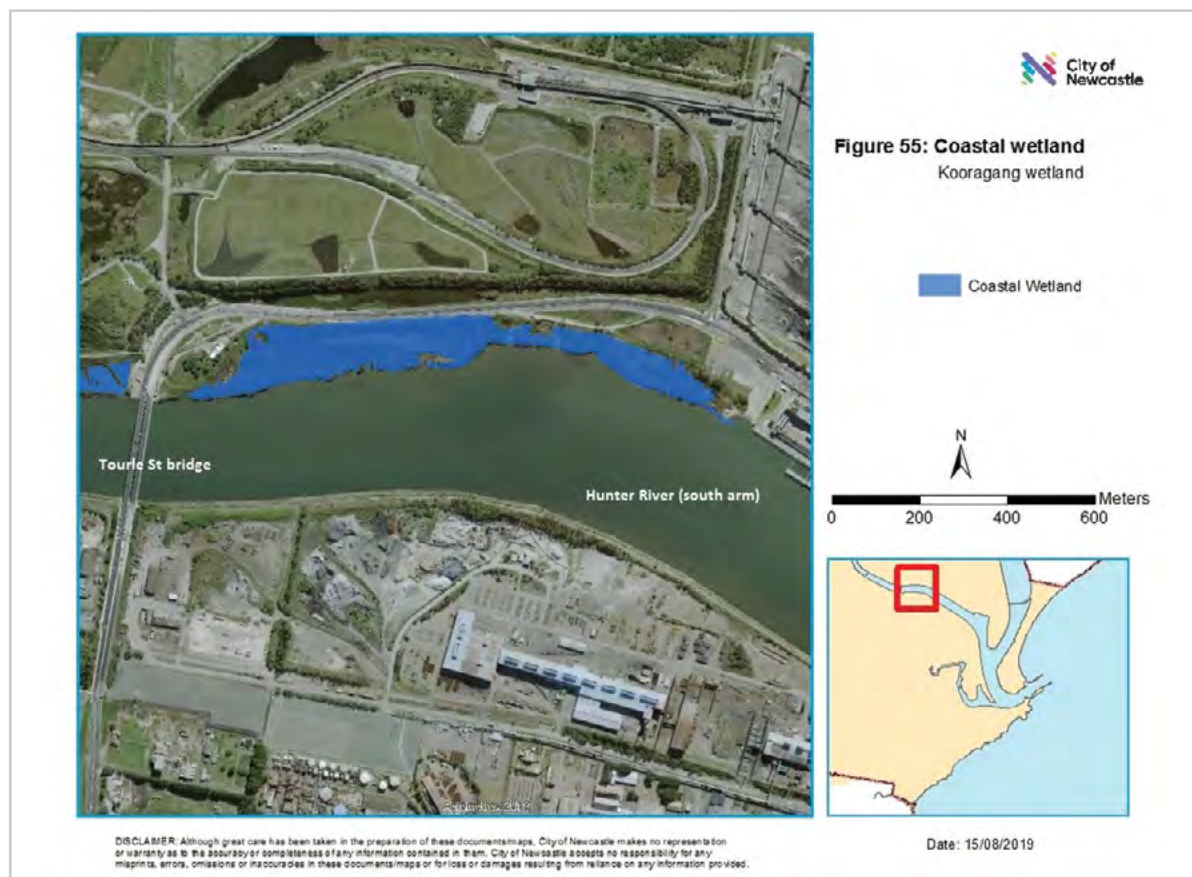 City of
Newcastle
Figure 55: Coastal wetland
Kooragang wetland
Coastal Wetland
Tourle St bridge
Hunter River (south arm)
N
Meters
0 200 400 600
DISCLAIMER: Although great care has been taken in the preparation of these documents/maps, City of Newcastle makes no representation
or warranty as to the accuracy or completeness of any information contained in them. City of Newcastle accepts no responsibility for any
misprints, errors, omissions or inaccuracies in these documents/maps or for loss or damages resulting from reliance on any information provided.
Date: 15/08/2019